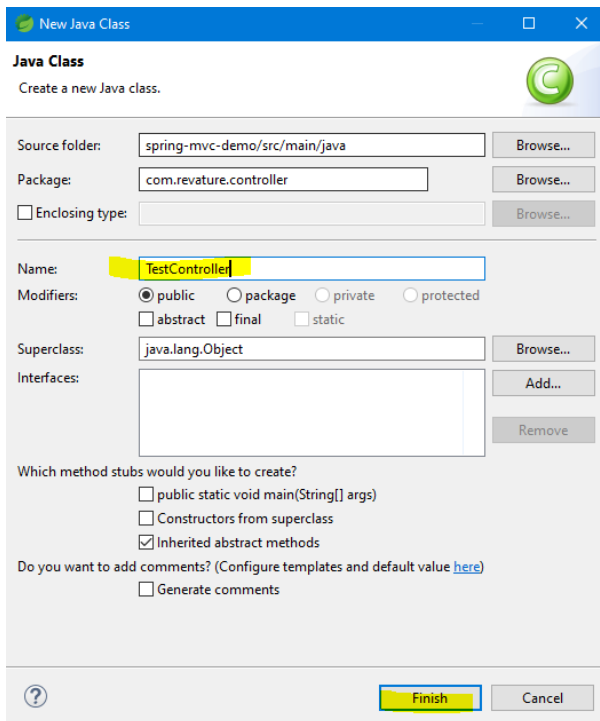 New Java Class
Java Class
Create a new Java class.
C
Source folder: spring-mvc-demo/src/main/java Browse...
Package: com.revature.controller Browse...
Enclosing type: Browse...
Name: TestController
Modifiers: public package private protected
abstract final static
Superclass: java.lang.Object Browse...
Interfaces: Add...
Remove
Which method stubs would you like to create?
public static void main(String[] args)
Constructors from superclass
Inherited abstract methods
Do you want to add comments? (Configure templates and default value here)
Generate comments
? Finish Cancel